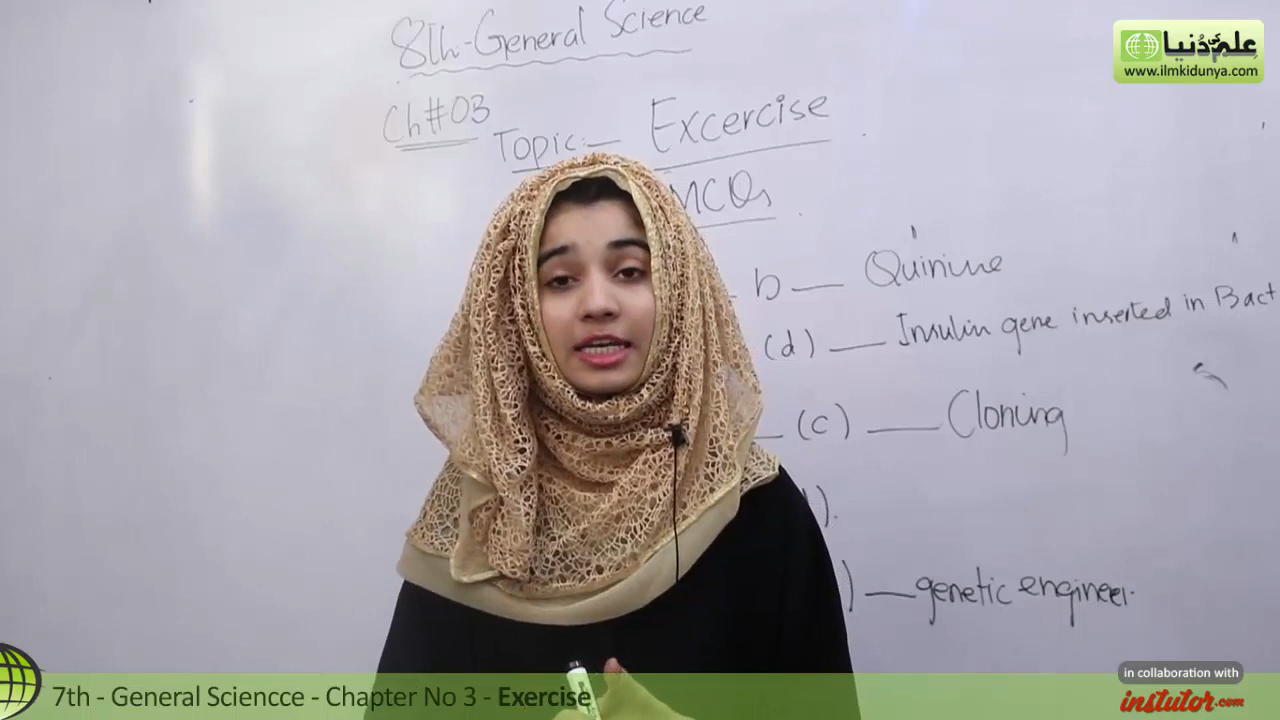 8th-General Science
علم کی دنیا
www.ilmkidunya.com
Ch#03
Topic:— Excercise
MCQs
b — Quinine
(d) — Insulin gene inserted in Bact
(c) — Cloning
).
) — genetic engineer.
in collaboration with
instutor.com
7th - General Sciencce - Chapter No 3 - Exercise